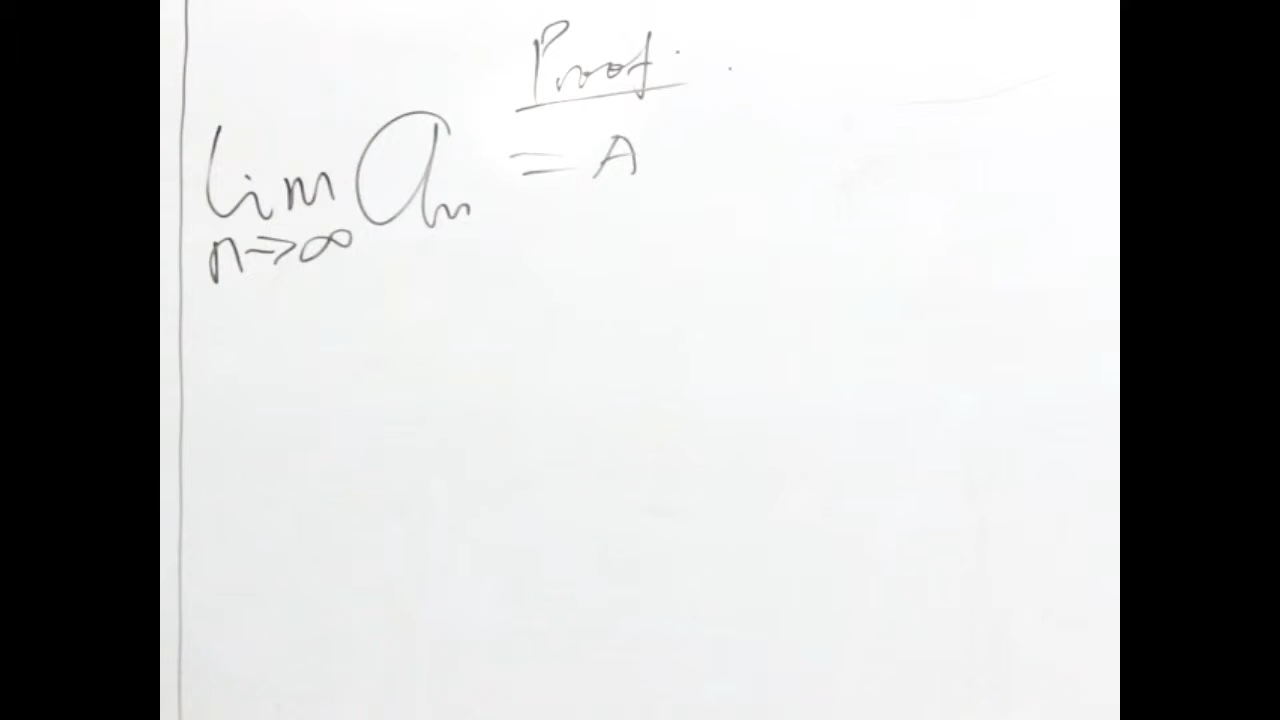 Proof.
lim aₙ = A
n→∞